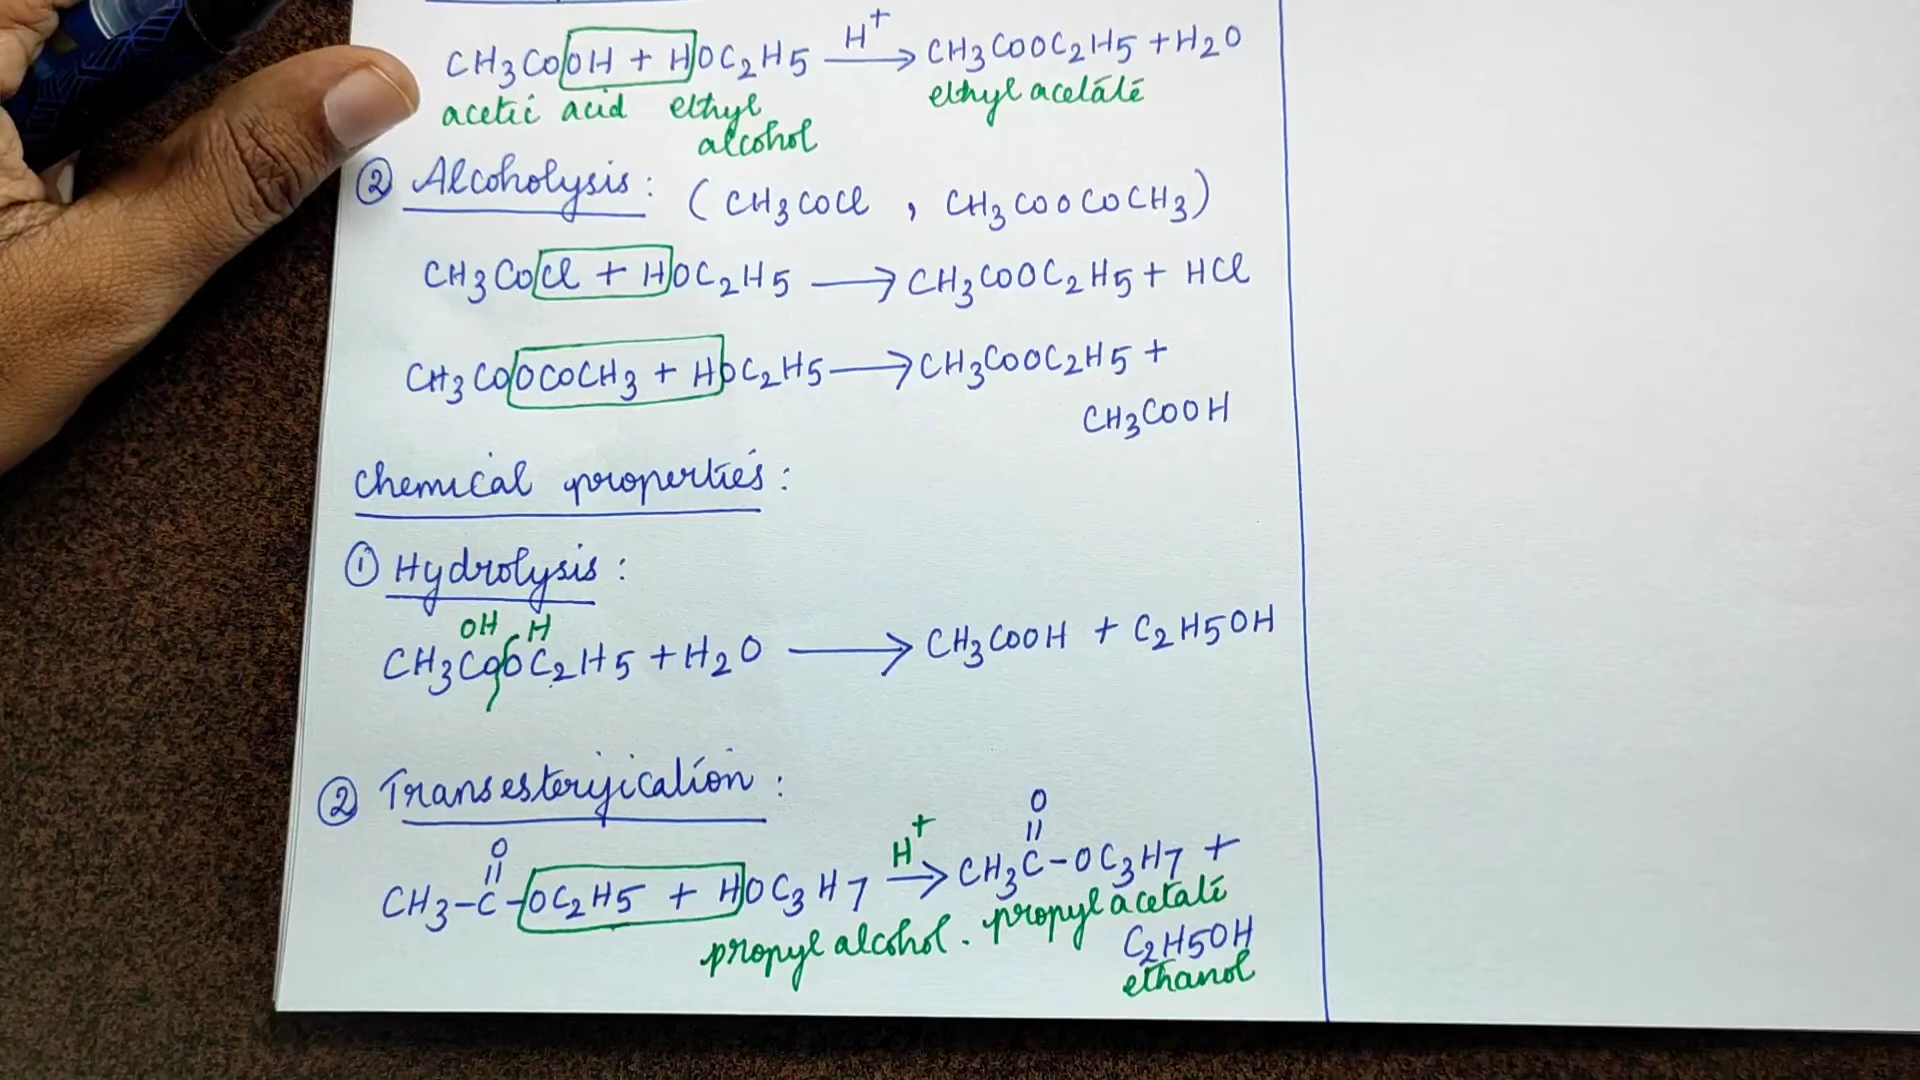 CH3COOH + HOC2H5 —H+→ CH3COOC2H5 + H2O
acetic acid ethyl alcohol ethyl acetate
② Alcoholysis : (CH3COCl , CH3COOCOCH3)
CH3COCl + HOC2H5 ⟶ CH3COOC2H5 + HCl
CH3COOCOCH3 + HOC2H5 ⟶ CH3COOC2H5 +
CH3COOH
Chemical properties :
① Hydrolysis :
OH H
CH3COOC2H5 + H2O ⟶ CH3COOH + C2H5OH
② Transesterification :
O O
|| ||
CH3-C-OC2H5 + HOC3H7 —H+→ CH3C-OC3H7 +
propyl alcohol . propyl acetate
C2H5OH
ethanol